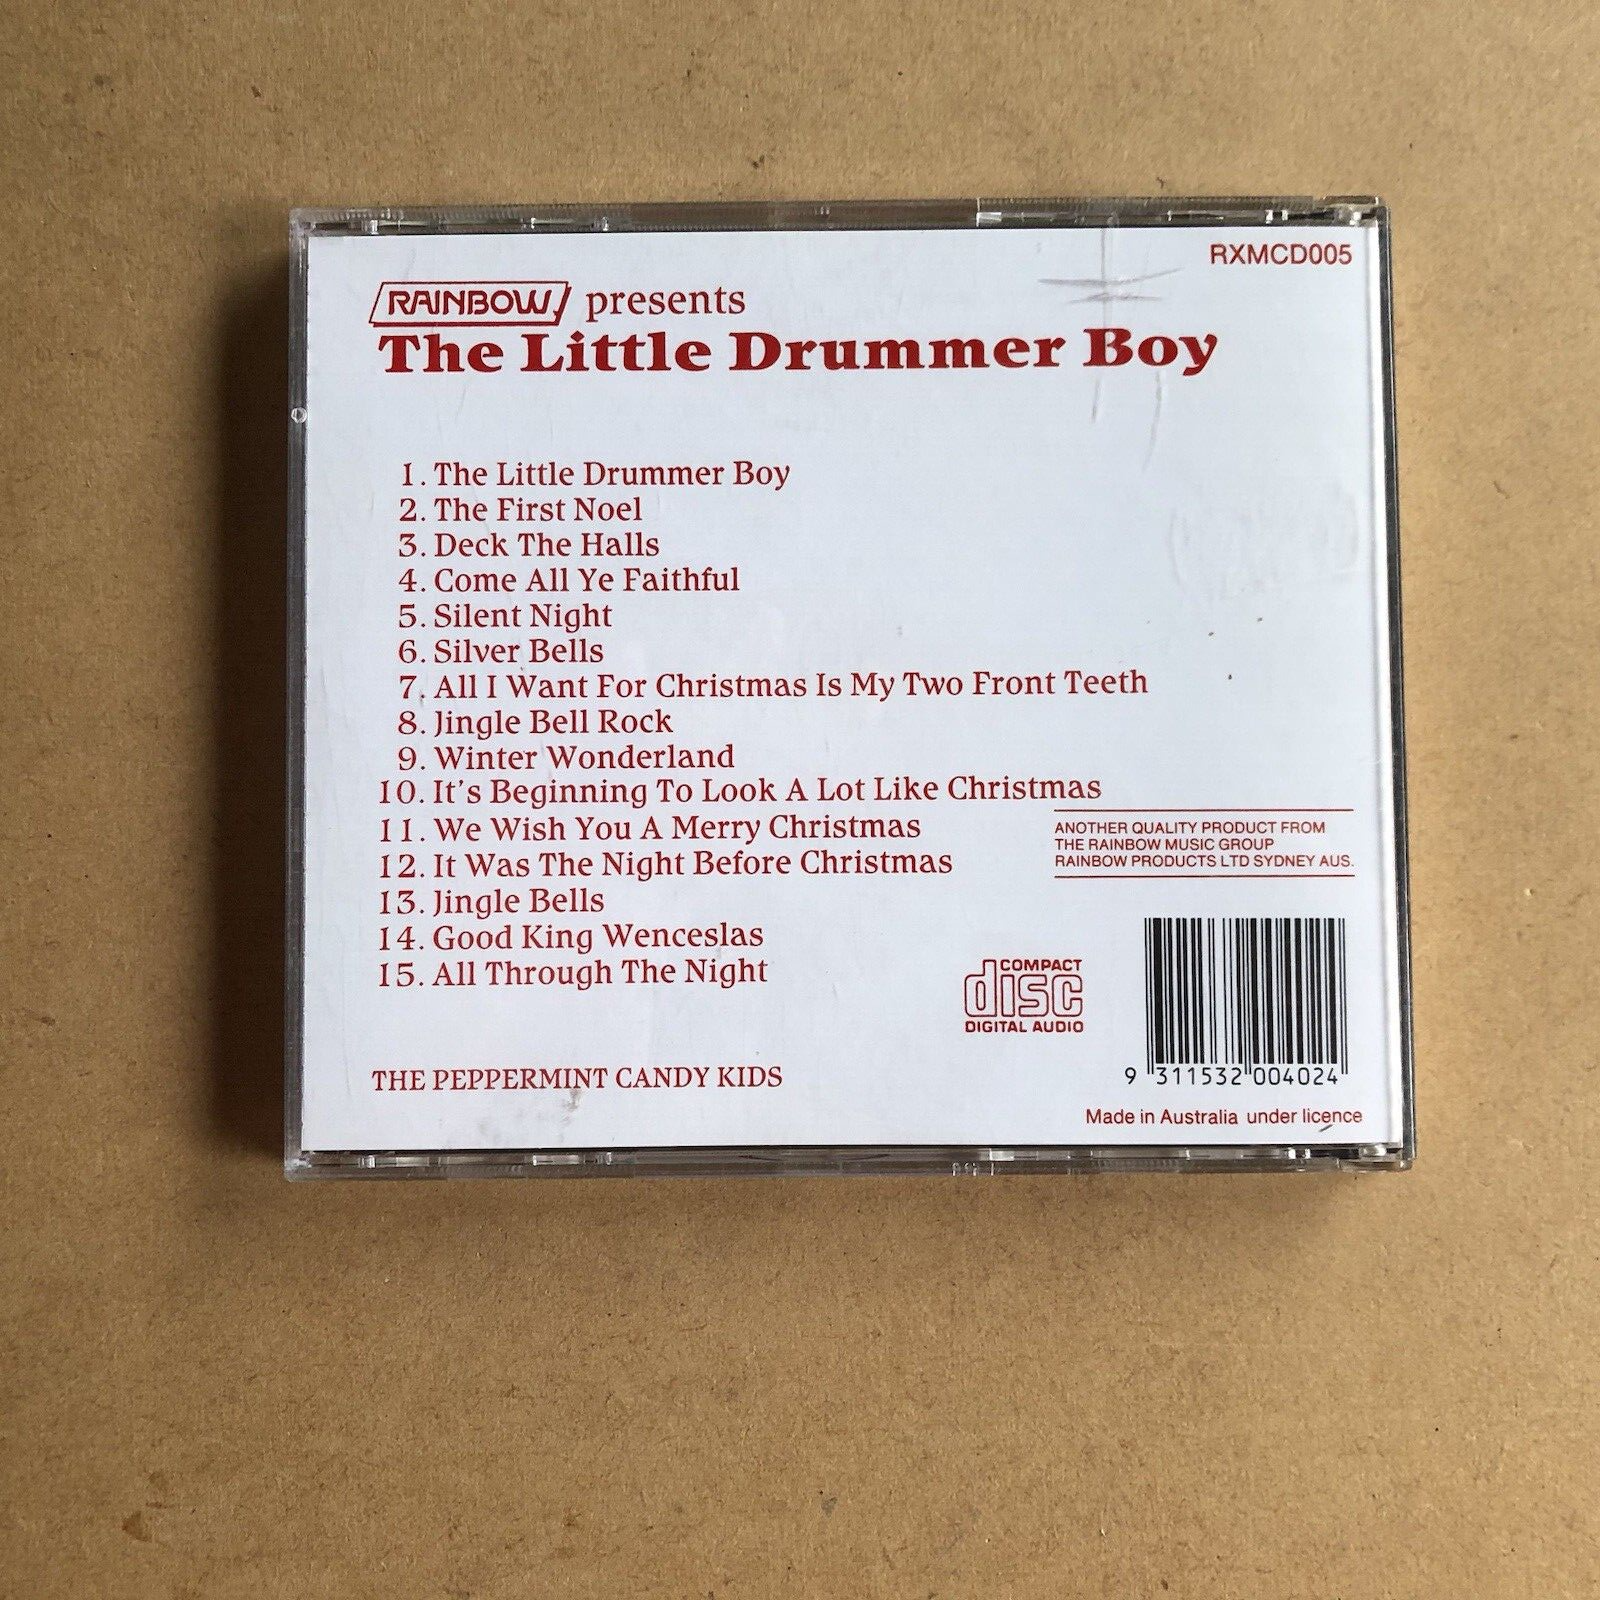 RXMCD005
RAINBOW presents
The Little Drummer Boy
1. The Little Drummer Boy
2. The First Noel
3. Deck The Halls
4. Come All Ye Faithful
5. Silent Night
6. Silver Bells
7. All I Want For Christmas Is My Two Front Teeth
8. Jingle Bell Rock
9. Winter Wonderland
10. It's Beginning To Look A Lot Like Christmas
11. We Wish You A Merry Christmas
12. It Was The Night Before Christmas
13. Jingle Bells
14. Good King Wenceslas
15. All Through The Night
ANOTHER QUALITY PRODUCT FROM
THE RAINBOW MUSIC GROUP
RAINBOW PRODUCTS LTD SYDNEY AUS.
COMPACT
disc
DIGITAL AUDIO
9 311532 004024
THE PEPPERMINT CANDY KIDS
Made in Australia under licence